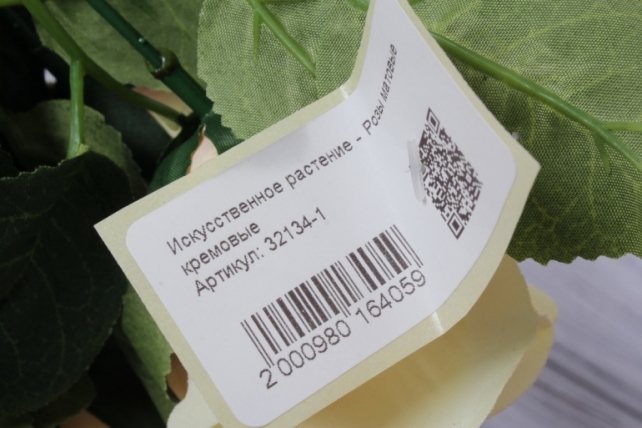 Искусственное растение - Розы матовые
кремовые
Артикул: 32134-1
2 000980 164059